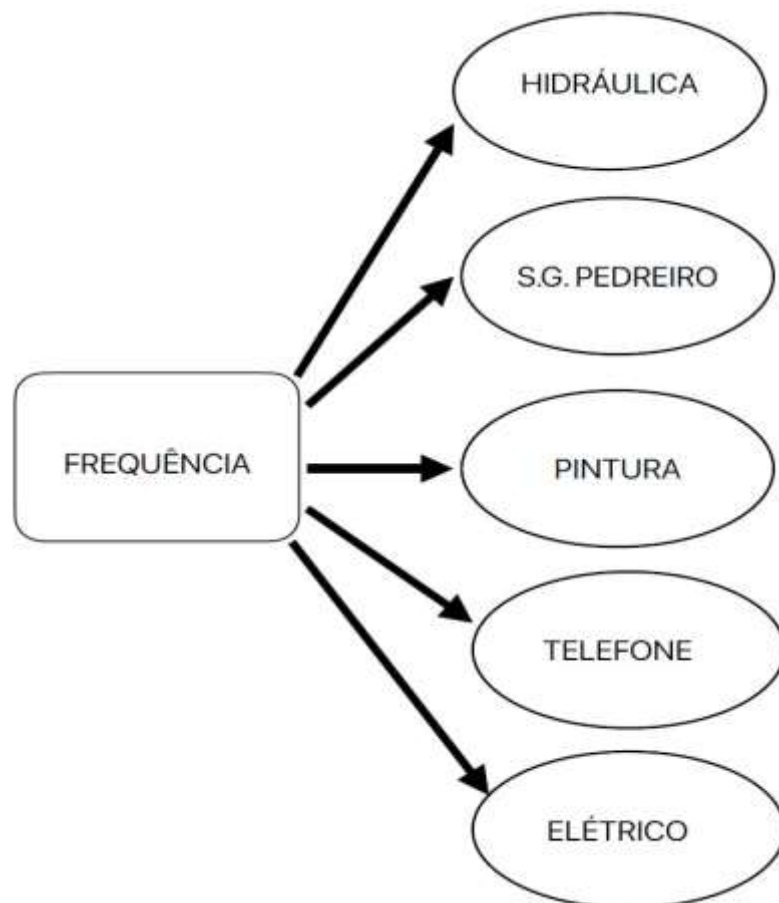 HIDRÁULICA
S.G. PEDREIRO
FREQUÊNCIA
PINTURA
TELEFONE
ELÉTRICO